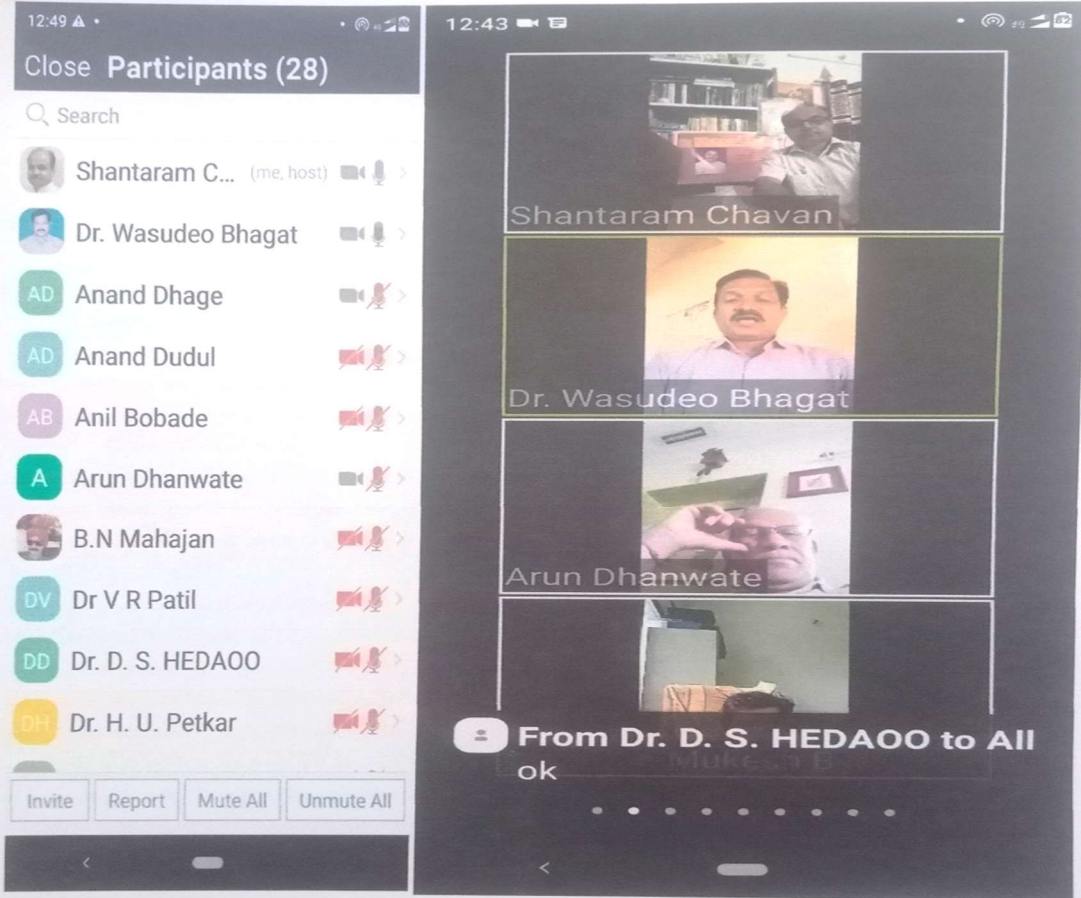 12:49
Close Participants (28)
Search
Shantaram C... (me, host)
Dr. Wasudeo Bhagat
AD Anand Dhage
AD Anand Dudul
AB Anil Bobade
A Arun Dhanwate
B.N Mahajan
DV Dr V R Patil
DD Dr. D. S. HEDAOO
DH Dr. H. U. Petkar
Invite Report Mute All Unmute All
12:43
Shantaram Chavan
Dr. Wasudeo Bhagat
Arun Dhanwate
From Dr. D. S. HEDAOO to All
ok